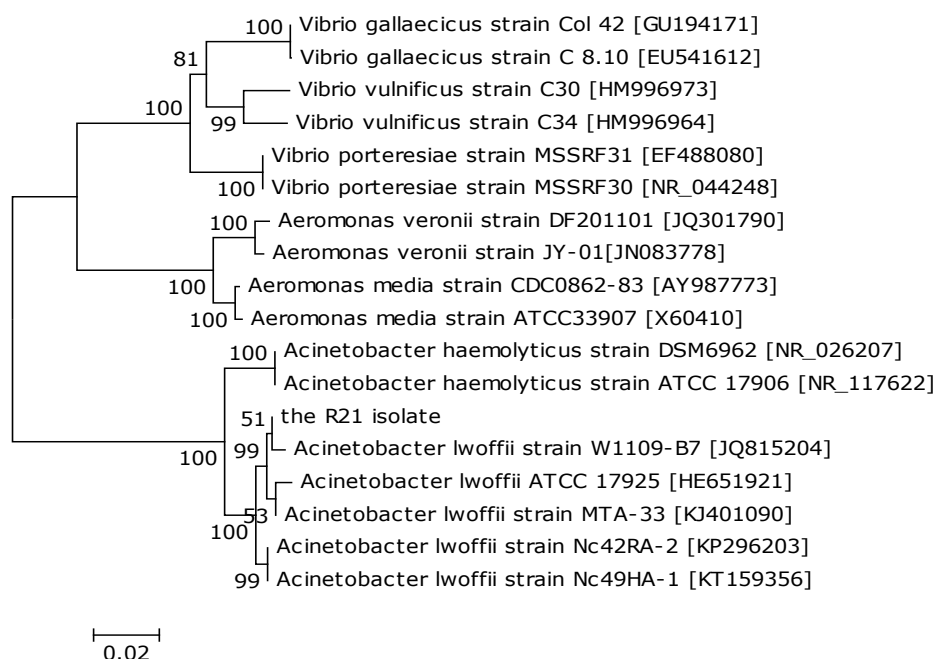 100
Vibrio gallaecicus strain Col 42 [GU194171]
Vibrio gallaecicus strain C 8.10 [EU541612]
81
Vibrio vulnificus strain C30 [HM996973]
100
99
Vibrio vulnificus strain C34 [HM996964]
Vibrio porteresiae strain MSSRF31 [EF488080]
100
Vibrio porteresiae strain MSSRF30 [NR_044248]
100
Aeromonas veronii strain DF201101 [JQ301790]
Aeromonas veronii strain JY-01[JN083778]
100
Aeromonas media strain CDC0862-83 [AY987773]
100
Aeromonas media strain ATCC33907 [X60410]
100
Acinetobacter haemolyticus strain DSM6962 [NR_026207]
Acinetobacter haemolyticus strain ATCC 17906 [NR_117622]
51
the R21 isolate
100
99
Acinetobacter lwoffii strain W1109-B7 [JQ815204]
Acinetobacter lwoffii ATCC 17925 [HE651921]
53
Acinetobacter lwoffii strain MTA-33 [KJ401090]
100
Acinetobacter lwoffii strain Nc42RA-2 [KP296203]
99
Acinetobacter lwoffii strain Nc49HA-1 [KT159356]
0.02